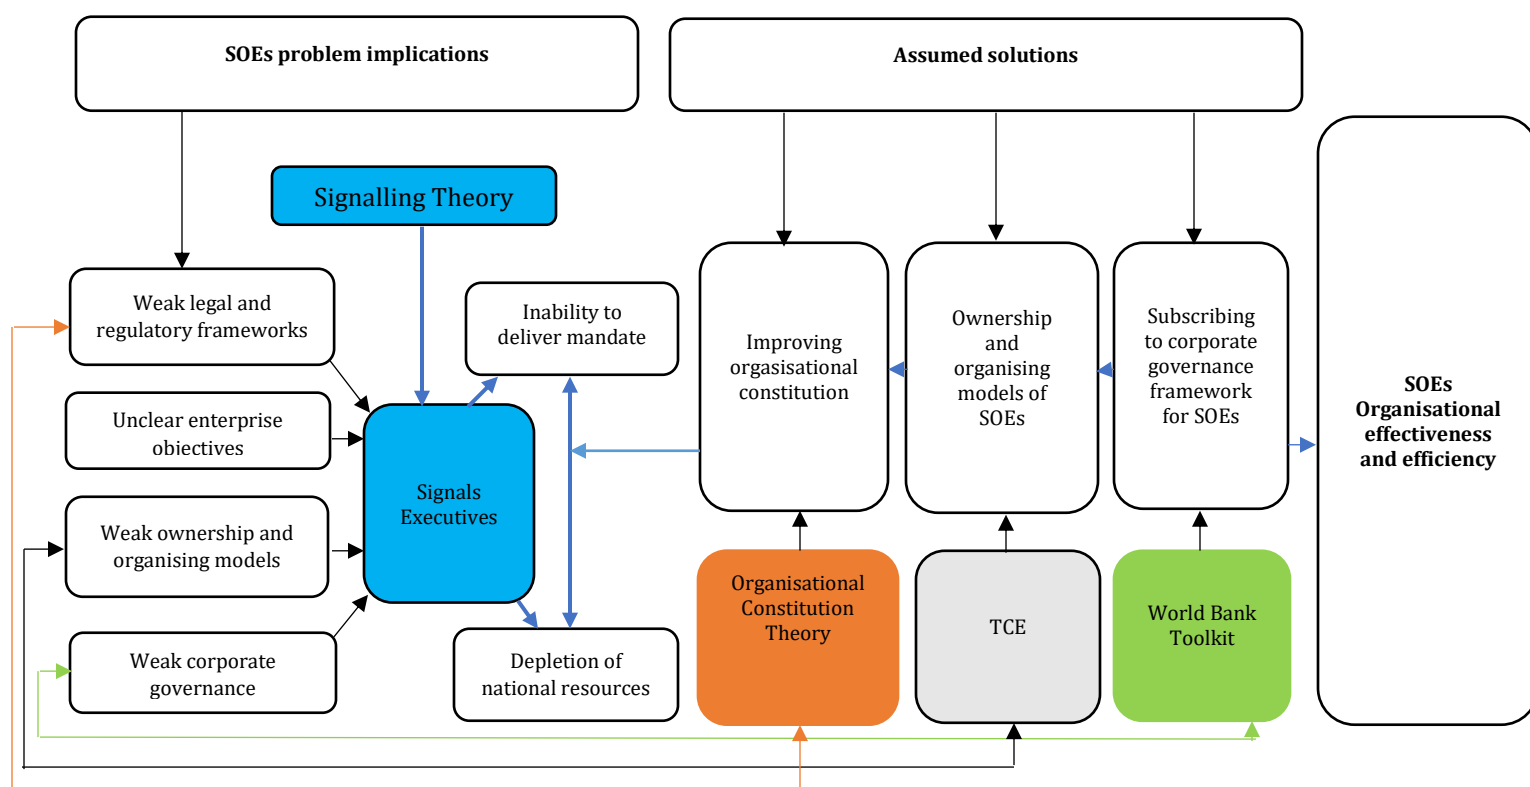 SOEs problem implications
Assumed solutions
Signalling Theory
Weak legal and
regulatory frameworks
Inability to
deliver mandate
Unclear enterprise
objectives
Signals
Executives
Weak ownership and
organising models
Weak corporate
governance
Depletion of
national resources
Improving
orgasisational
constitution
Ownership
and
organising
models of
SOEs
Subscribing
to corporate
governance
framework
for SOEs
SOEs
Organisational
effectiveness
and efficiency
Organisational
Constitution
Theory
TCE
World Bank
Toolkit